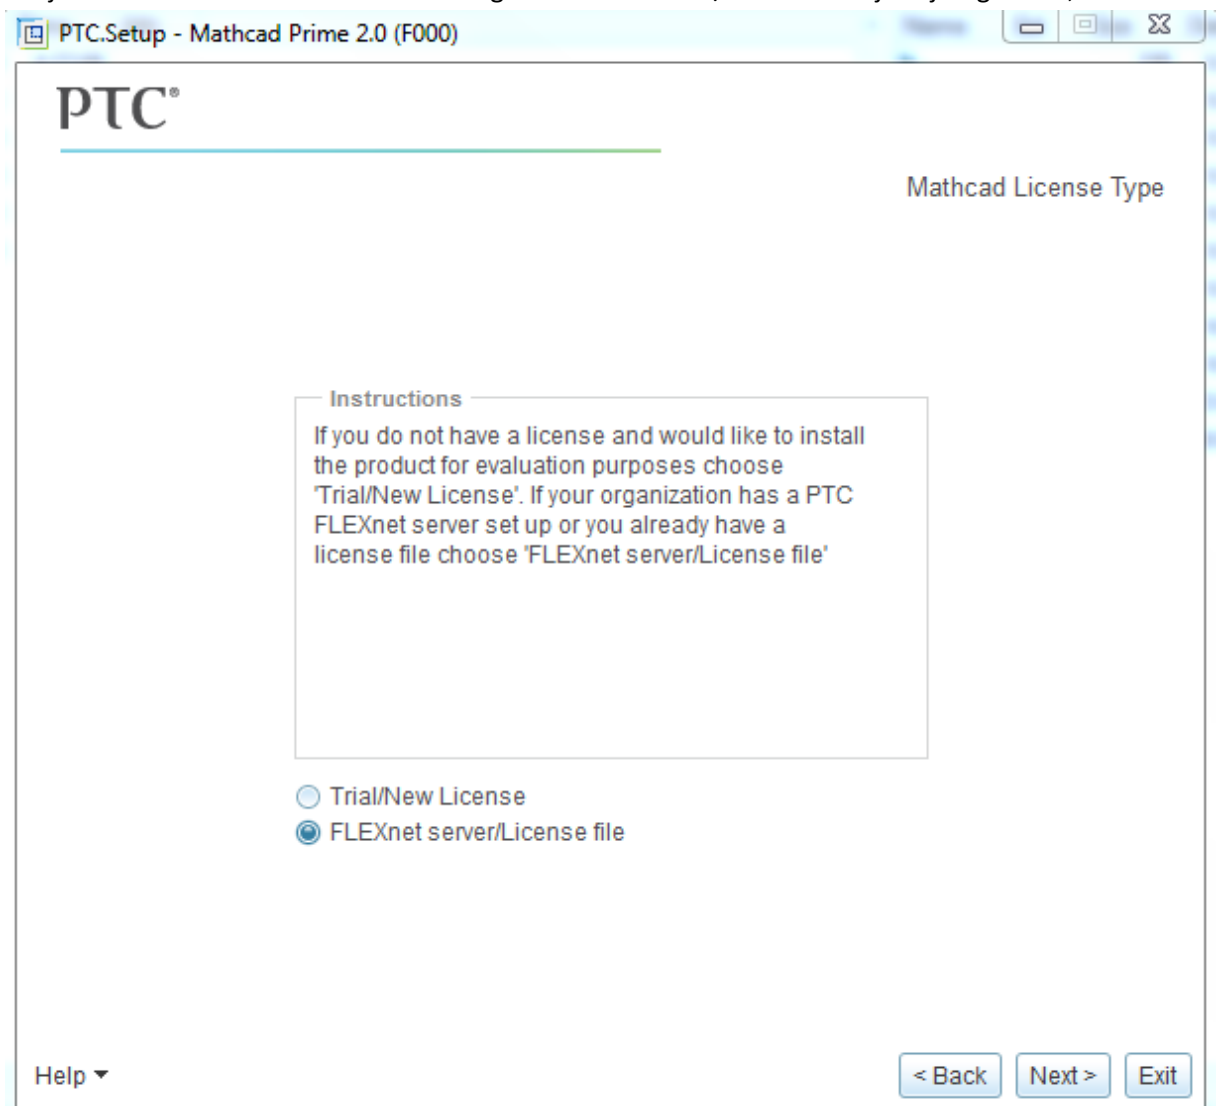 PTC.Setup - Mathcad Prime 2.0 (F000)
PTC®
Mathcad License Type
Instructions
If you do not have a license and would like to install
the product for evaluation purposes choose
'Trial/New License'. If your organization has a PTC
FLEXnet server set up or you already have a
license file choose 'FLEXnet server/License file'
Trial/New License
FLEXnet server/License file
Help
< Back
Next >
Exit